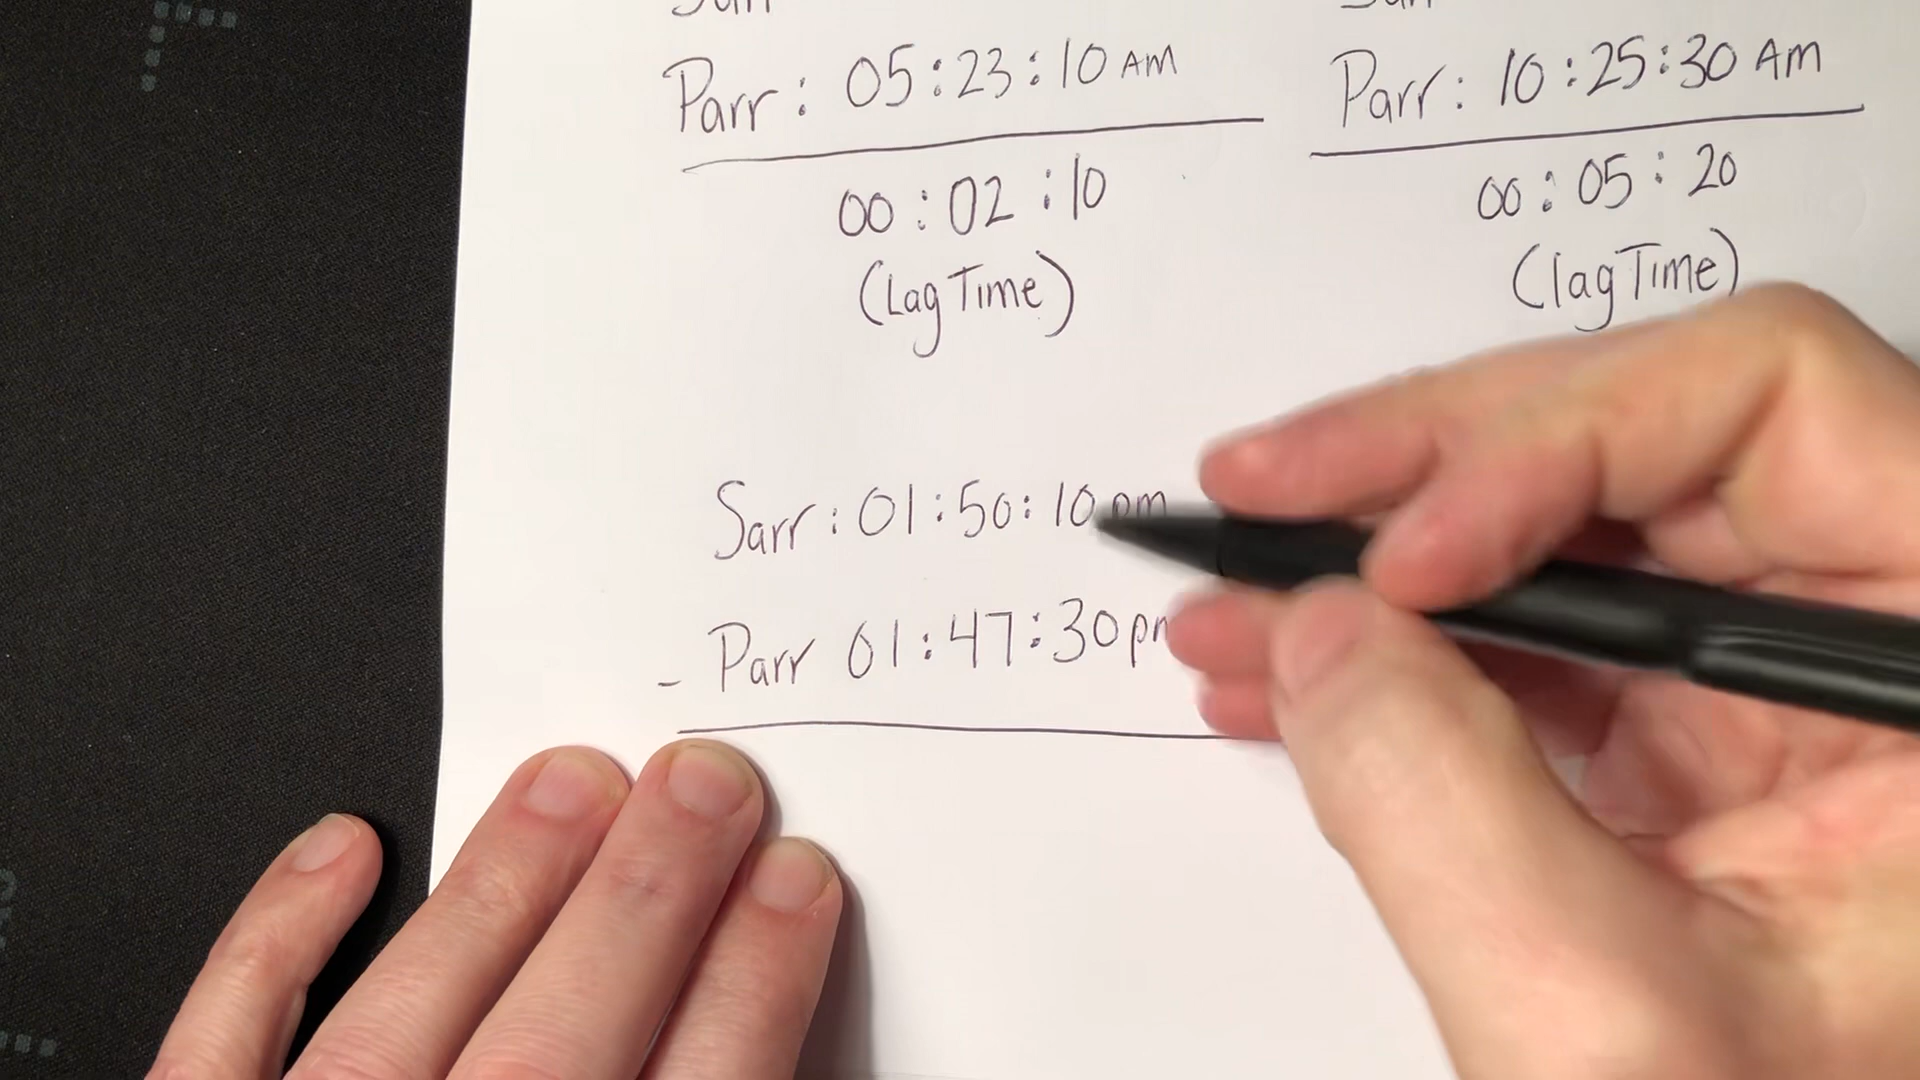 Parr: 05:23:10 AM
00:02:10
(Lag Time)
Parr: 10:25:30 AM
00:05:20
(lag Time)
Sarr: 01:50:10 pm
- Parr 01:47:30